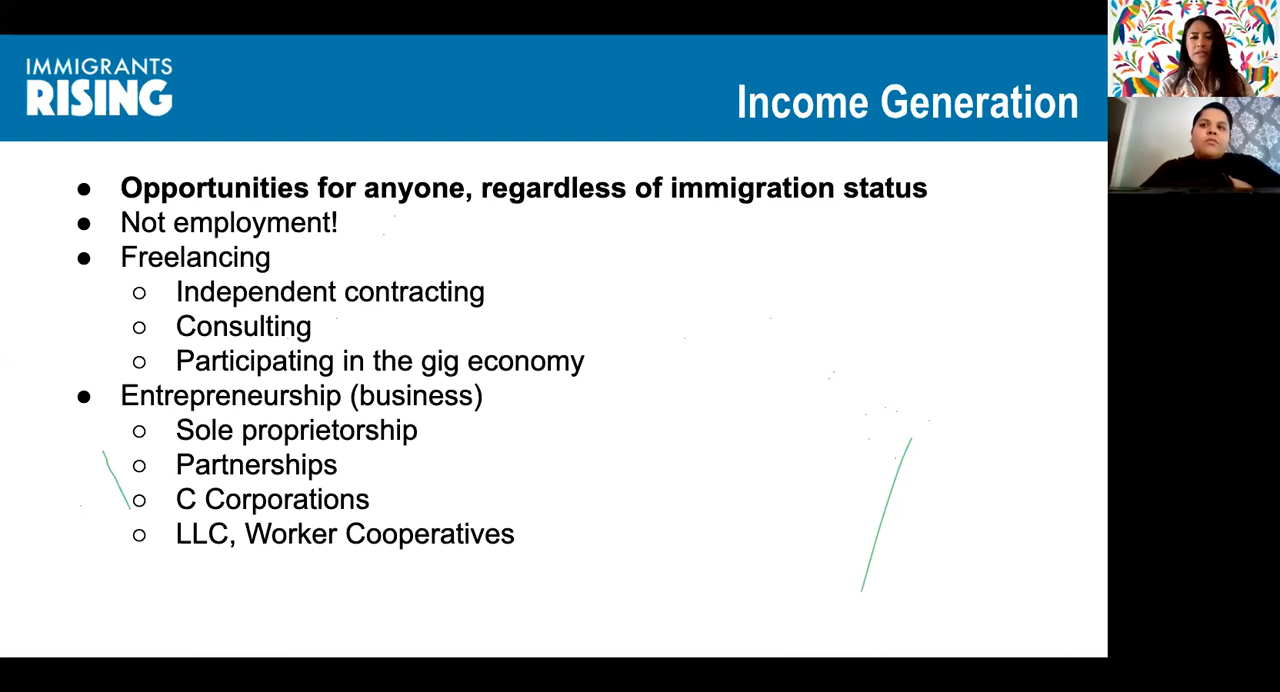 IMMIGRANTS
RISING
Income Generation
● Opportunities for anyone, regardless of immigration status
● Not employment!
● Freelancing
○ Independent contracting
○ Consulting
○ Participating in the gig economy
● Entrepreneurship (business)
○ Sole proprietorship
○ Partnerships
○ C Corporations
○ LLC, Worker Cooperatives